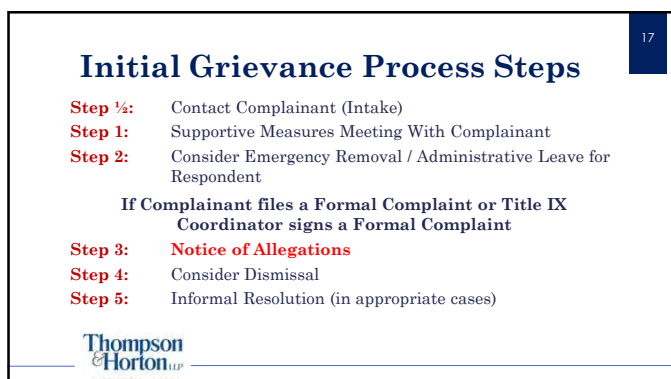 17
Initial Grievance Process Steps
Step ½: Contact Complainant (Intake)
Step 1: Supportive Measures Meeting With Complainant
Step 2: Consider Emergency Removal / Administrative Leave for
Respondent
If Complainant files a Formal Complaint or Title IX
Coordinator signs a Formal Complaint
Step 3: Notice of Allegations
Step 4: Consider Dismissal
Step 5: Informal Resolution (in appropriate cases)
Thompson
& Horton LLP